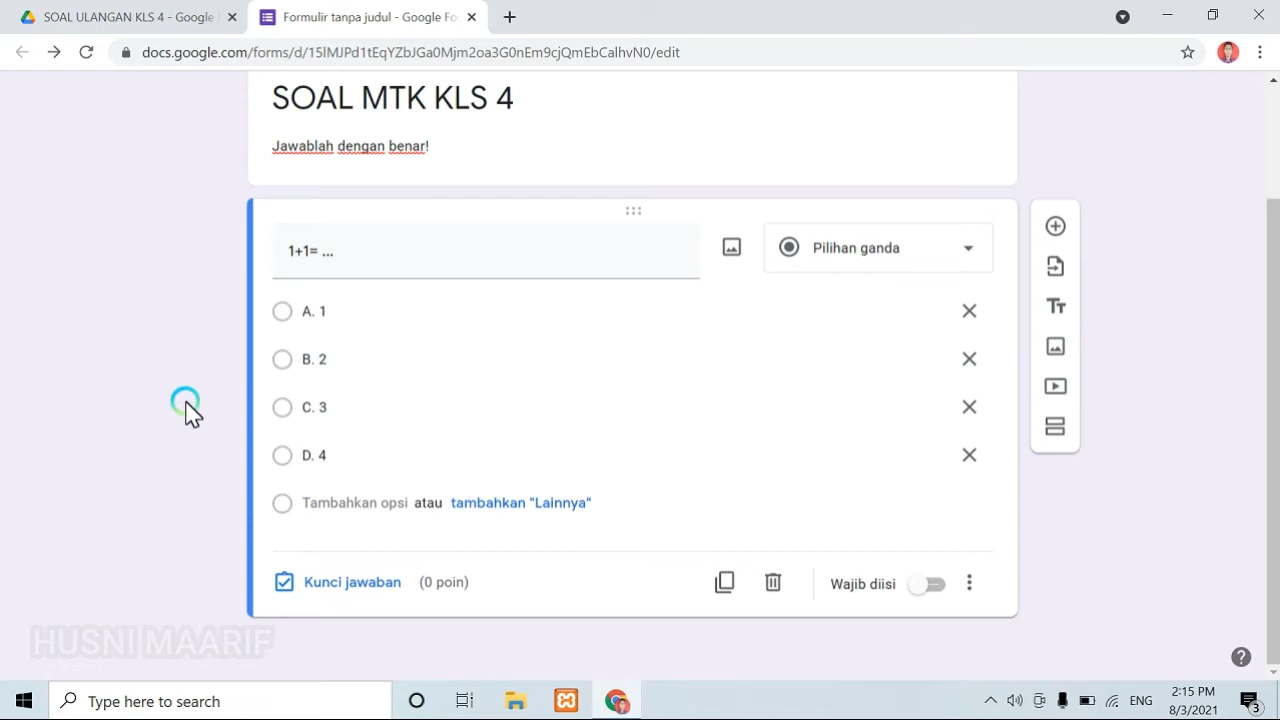 SOAL ULANGAN KLS 4 - Google
Formulir tanpa judul - Google Fo
docs.google.com/forms/d/15lMJPd1tEqYZbJGa0Mjm2oa3G0nEm9cjQmEbCalhvN0/edit
SOAL MTK KLS 4
Jawablah dengan benar!
1+1= ...
Pilihan ganda
A. 1
B. 2
C. 3
D. 4
Tambahkan opsi atau tambahkan "Lainnya"
Kunci jawaban (0 poin)
Wajib diisi
HUSNI MAARIF
Type here to search
ENG
2:15 PM
8/3/2021
3